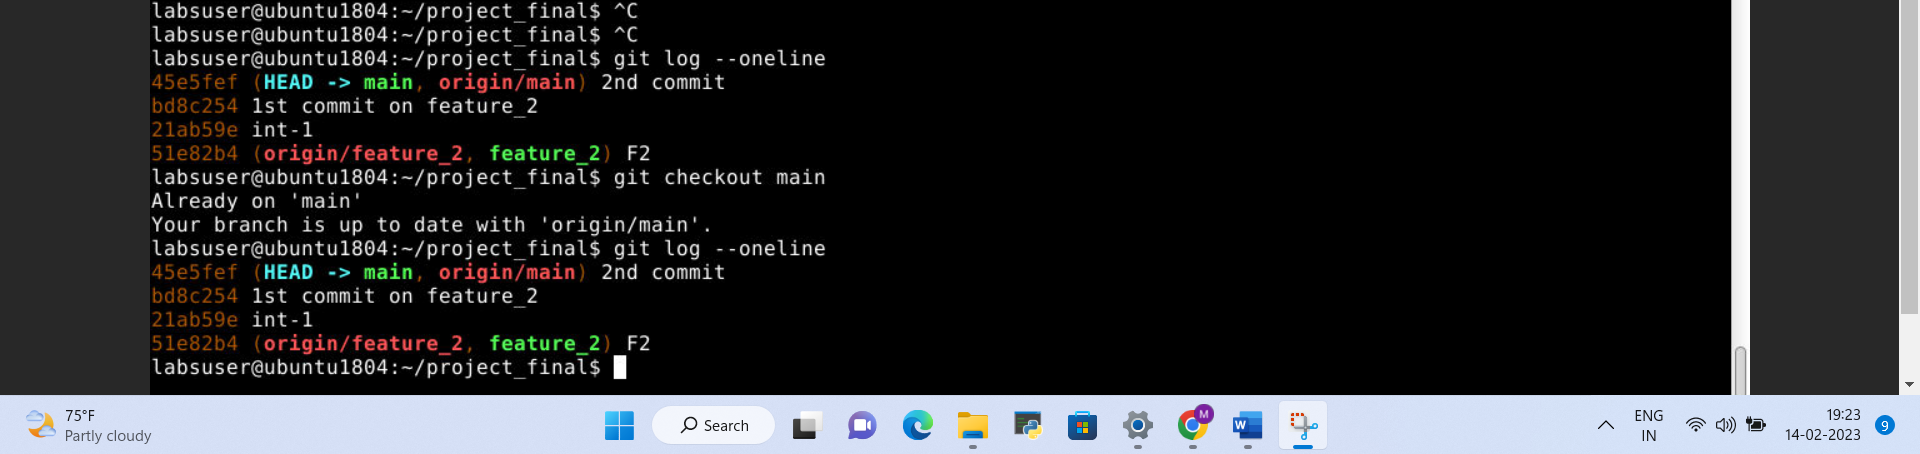 labsuser@ubuntu1804:~/project_final$ ^C
labsuser@ubuntu1804:~/project_final$ ^C
labsuser@ubuntu1804:~/project_final$ git log --oneline
45e5fef (HEAD -> main, origin/main) 2nd commit
bd8c254 1st commit on feature_2
21ab59e int-1
51e82b4 (origin/feature_2, feature_2) F2
labsuser@ubuntu1804:~/project_final$ git checkout main
Already on 'main'
Your branch is up to date with 'origin/main'.
labsuser@ubuntu1804:~/project_final$ git log --oneline
45e5fef (HEAD -> main, origin/main) 2nd commit
bd8c254 1st commit on feature_2
21ab59e int-1
51e82b4 (origin/feature_2, feature_2) F2
labsuser@ubuntu1804:~/project_final$
75°F
Partly cloudy
Search
M
W
ENG
IN
19:23
14-02-2023
9